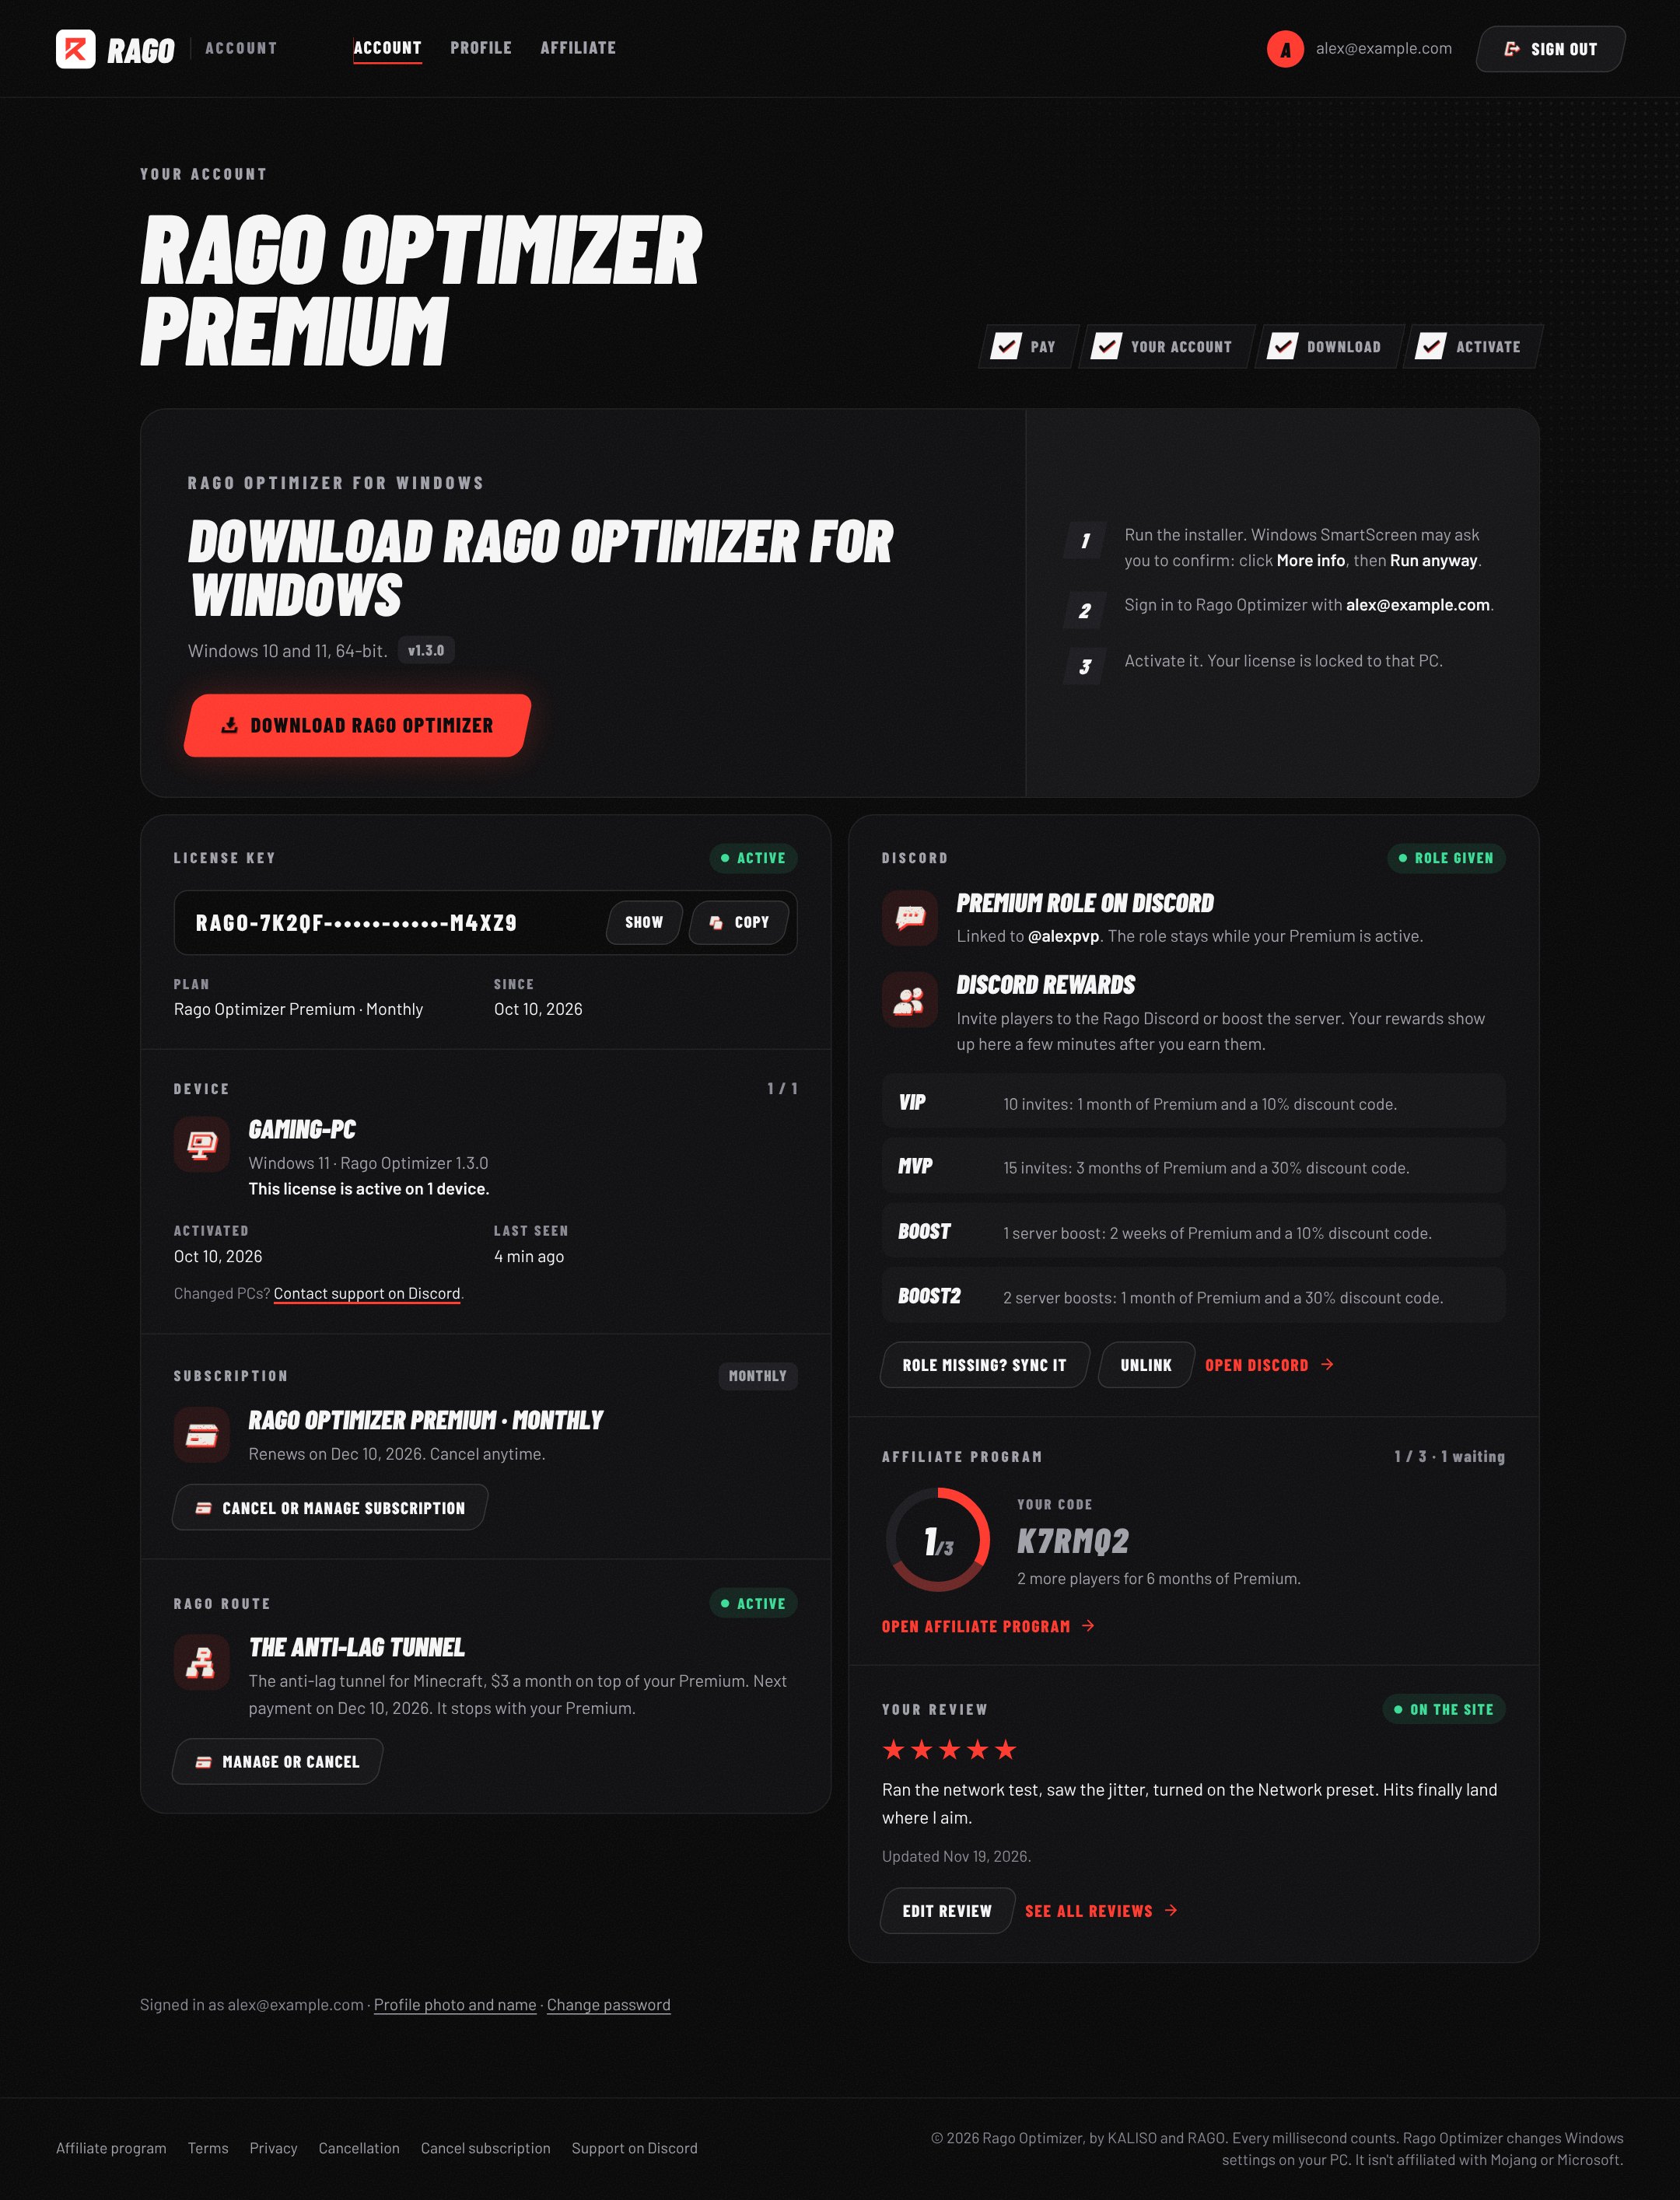 RAGO
ACCOUNT
ACCOUNT
PROFILE
AFFILIATE
A
alex@example.com
SIGN OUT
YOUR ACCOUNT
RAGO OPTIMIZER
PREMIUM
PAY
YOUR ACCOUNT
DOWNLOAD
ACTIVATE
RAGO OPTIMIZER FOR WINDOWS
DOWNLOAD RAGO OPTIMIZER FOR
WINDOWS
Windows 10 and 11, 64-bit.
v1.3.0
DOWNLOAD RAGO OPTIMIZER
1
Run the installer. Windows SmartScreen may ask
you to confirm: click More info, then Run anyway.
2
Sign in to Rago Optimizer with alex@example.com.
3
Activate it. Your license is locked to that PC.
LICENSE KEY
ACTIVE
RAGO-7K2QF-•••••-•••••-M4XZ9
SHOW
COPY
PLAN
SINCE
Rago Optimizer Premium · Monthly
Oct 10, 2026
DEVICE
1 / 1
GAMING-PC
Windows 11 · Rago Optimizer 1.3.0
This license is active on 1 device.
ACTIVATED
LAST SEEN
Oct 10, 2026
4 min ago
Changed PCs? Contact support on Discord.
SUBSCRIPTION
MONTHLY
RAGO OPTIMIZER PREMIUM · MONTHLY
Renews on Dec 10, 2026. Cancel anytime.
CANCEL OR MANAGE SUBSCRIPTION
RAGO ROUTE
ACTIVE
THE ANTI-LAG TUNNEL
The anti-lag tunnel for Minecraft, $3 a month on top of your Premium. Next
payment on Dec 10, 2026. It stops with your Premium.
MANAGE OR CANCEL
DISCORD
ROLE GIVEN
PREMIUM ROLE ON DISCORD
Linked to @alexpvp. The role stays while your Premium is active.
DISCORD REWARDS
Invite players to the Rago Discord or boost the server. Your rewards show
up here a few minutes after you earn them.
VIP
10 invites: 1 month of Premium and a 10% discount code.
MVP
15 invites: 3 months of Premium and a 30% discount code.
BOOST
1 server boost: 2 weeks of Premium and a 10% discount code.
BOOST2
2 server boosts: 1 month of Premium and a 30% discount code.
ROLE MISSING? SYNC IT
UNLINK
OPEN DISCORD →
AFFILIATE PROGRAM
1 / 3 · 1 waiting
1/3
YOUR CODE
K7RMQ2
2 more players for 6 months of Premium.
OPEN AFFILIATE PROGRAM →
YOUR REVIEW
ON THE SITE
★★★★★
Ran the network test, saw the jitter, turned on the Network preset. Hits finally land
where I aim.
Updated Nov 19, 2026.
EDIT REVIEW
SEE ALL REVIEWS →
Signed in as alex@example.com · Profile photo and name · Change password
Affiliate program
Terms
Privacy
Cancellation
Cancel subscription
Support on Discord
© 2026 Rago Optimizer, by KALISO and RAGO. Every millisecond counts. Rago Optimizer changes Windows
settings on your PC. It isn't affiliated with Mojang or Microsoft.